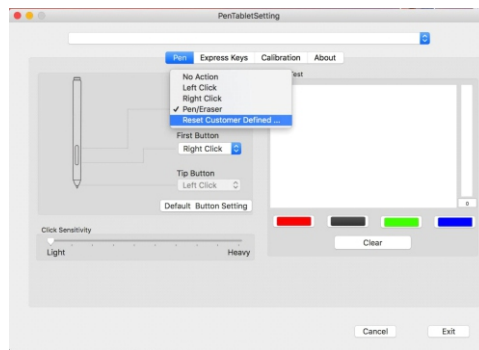 PenTabletSetting
Pen Express Keys Calibration About
No Action
Left Click
Right Click
✓ Pen/Eraser
Reset Customer Defined ...
First Button
Right Click
Tip Button
Left Click
Default Button Setting
Click Sensitivity
Light Heavy
0
Clear
Cancel Exit